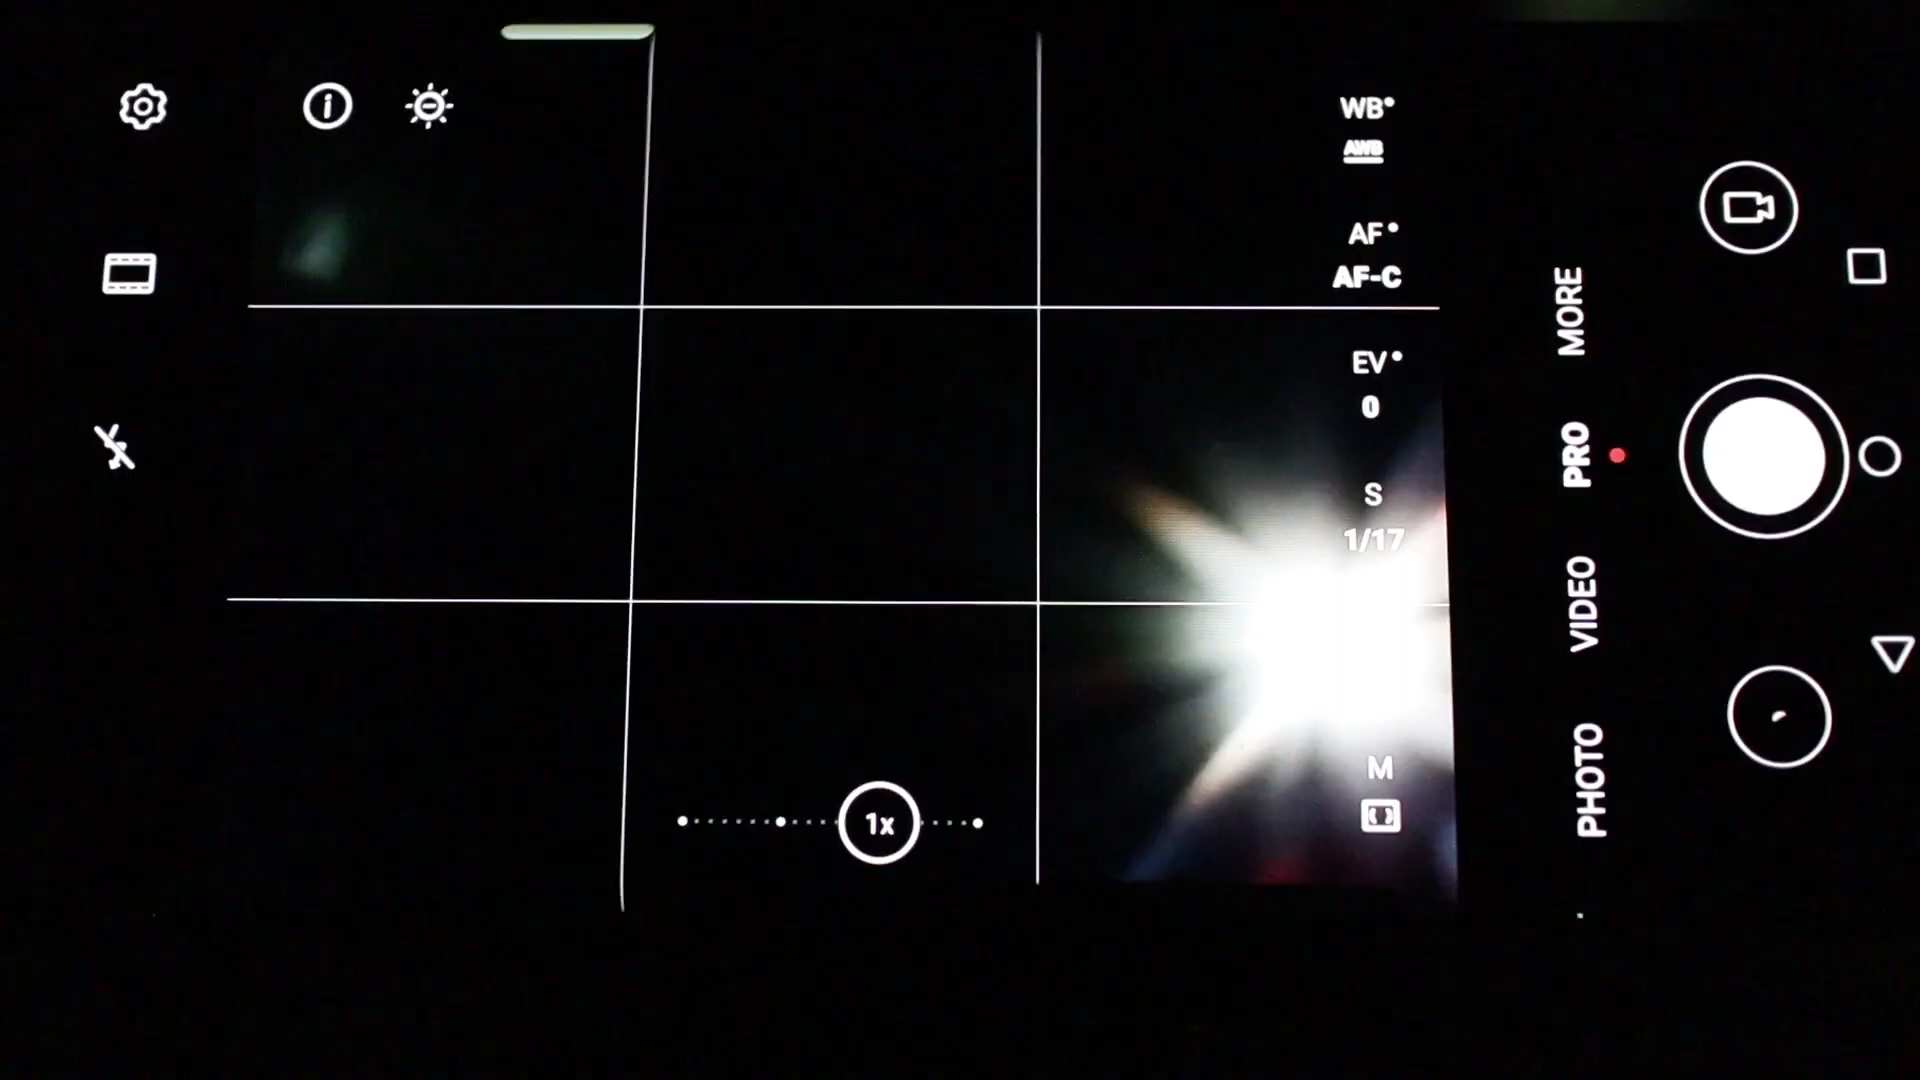 WB
AWB
AF
AF-C
EV
0
S
1/17
M
1x
MORE
PRO
VIDEO
PHOTO